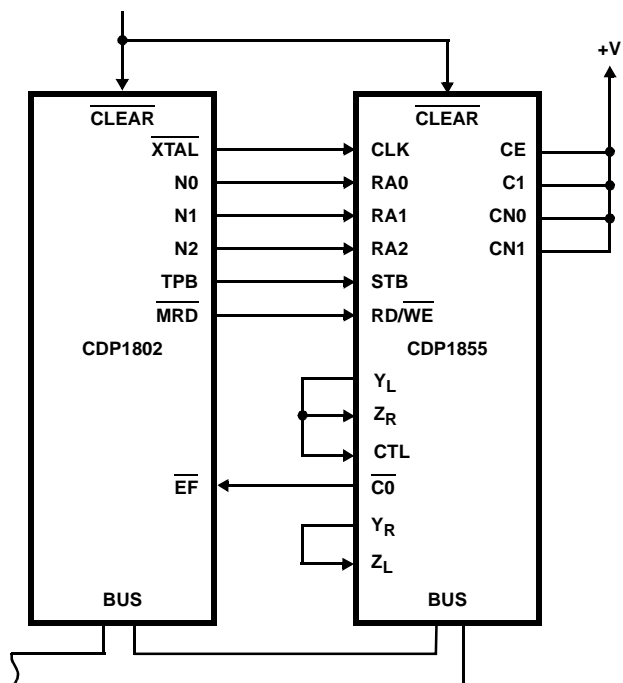 +V
CLEAR
XTAL
N0
N1
N2
TPB
MRD
CDP1802
EF
BUS
CLEAR
CLK
RA0
RA1
RA2
STB
RD/WE
CE
C1
CN0
CN1
CDP1855
YL
ZR
CTL
C0
YR
ZL
BUS